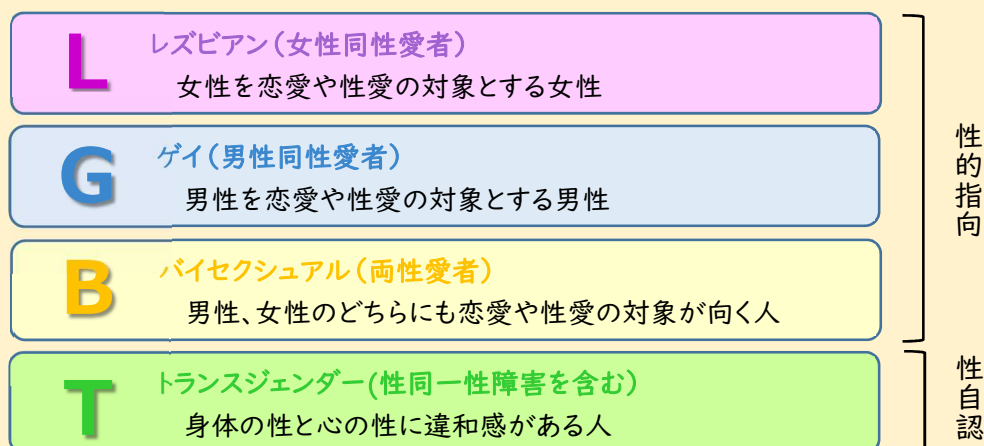 L
レズビアン(女性同性愛者)
女性を恋愛や性愛の対象とする女性
G
ゲイ(男性同性愛者)
男性を恋愛や性愛の対象とする男性
B
バイセクシュアル(両性愛者)
男性、女性のどちらにも恋愛や性愛の対象が向く人
性的指向
T
トランスジェンダー(性同一性障害を含む)
身体の性と心の性に違和感がある人
性自認